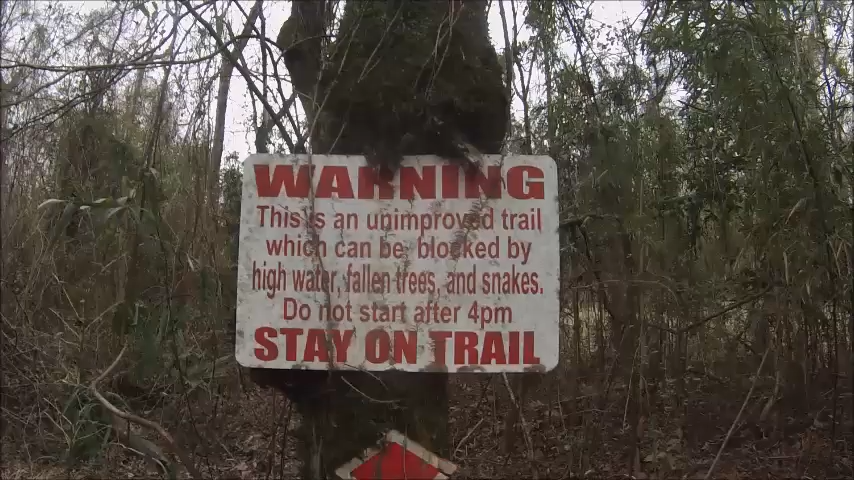 WARNING
This is an unimproved trail
which can be blocked by
high water, fallen trees, and snakes.
Do not start after 4pm
STAY ON TRAIL